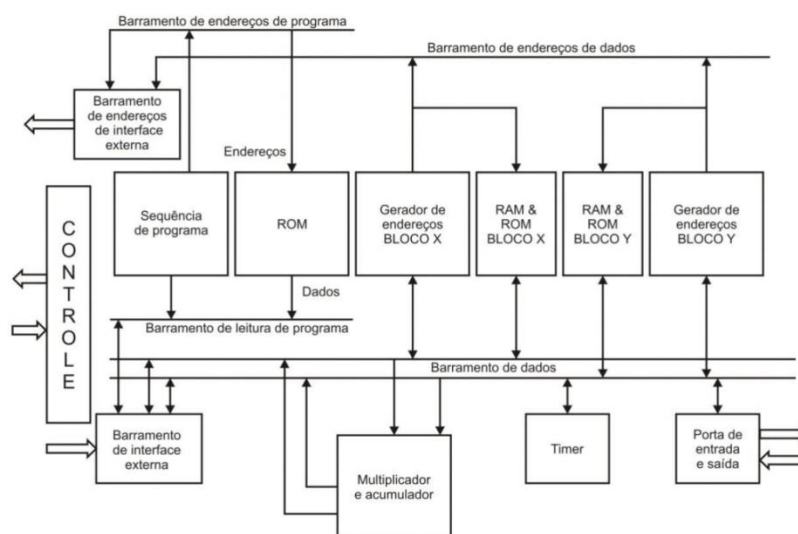 Barramento de endereços de programa
Barramento de endereços de dados
Barramento
de endereços
de interface
externa
Endereços
CONTROLE
Sequência
de programa
ROM
Gerador de
endereços
BLOCO X
RAM &
ROM
BLOCO X
RAM &
ROM
BLOCO Y
Gerador de
endereços
BLOCO Y
Dados
Barramento de leitura de programa
Barramento de dados
Barramento
de interface
externa
Multiplicador
e acumulador
Timer
Porta de
entrada
e saída